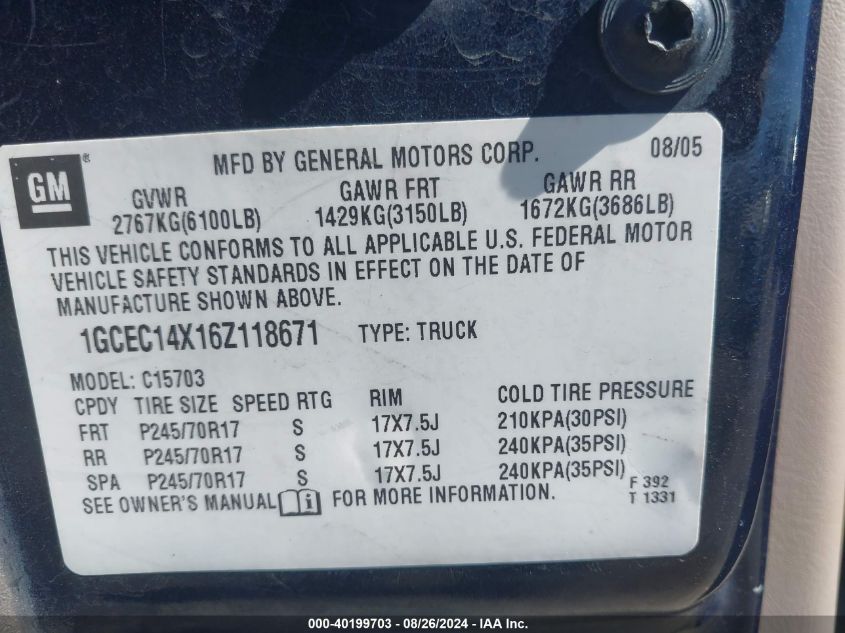 GM ® MFD BY GENERAL MOTORS CORP. 08/05
GVWR GAWR FRT GAWR RR
2767KG(6100LB) 1429KG(3150LB) 1672KG(3686LB)
THIS VEHICLE CONFORMS TO ALL APPLICABLE U.S. FEDERAL MOTOR
VEHICLE SAFETY STANDARDS IN EFFECT ON THE DATE OF
MANUFACTURE SHOWN ABOVE.
1GCEC14X16Z118671 TYPE: TRUCK
MODEL: C15703
CPDY TIRE SIZE SPEED RTG RIM COLD TIRE PRESSURE
FRT P245/70R17 S 17X7.5J 210KPA(30PSI)
RR P245/70R17 S 17X7.5J 240KPA(35PSI)
SPA P245/70R17 S 17X7.5J 240KPA(35PSI)
SEE OWNER'S MANUAL i FOR MORE INFORMATION.
F 392
T 1331
000-40199703 - 08/26/2024 - IAA Inc.